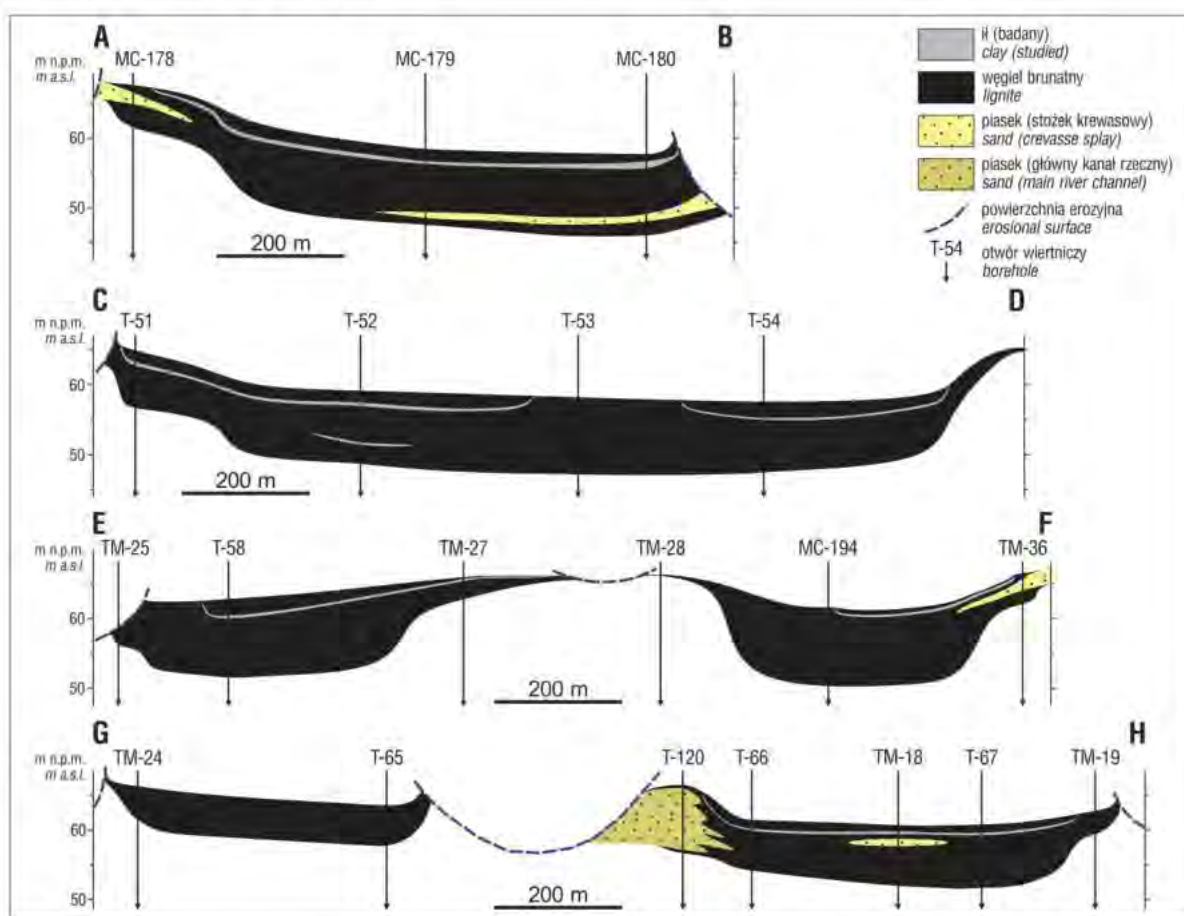 A
B
m n.p.m.
m a.s.l.
MC-178
MC-179
MC-180
60
50
200 m
ił (badany)
clay (studied)
węgiel brunatny
lignite
piasek (stożek krewasowy)
sand (crevasse splay)
piasek (główny kanał rzeczny)
sand (main river channel)
powierzchnia erozyjna
erosional surface
T-54
otwór wiertniczy
borehole
C
D
m n.p.m.
m a.s.l.
T-51
T-52
T-53
T-54
60
50
200 m
E
F
m n.p.m.
m a.s.l.
TM-25
T-58
TM-27
TM-28
MC-194
TM-36
60
50
200 m
G
H
m n.p.m.
m a.s.l.
TM-24
T-65
T-120
T-66
TM-18
T-67
TM-19
60
50
200 m